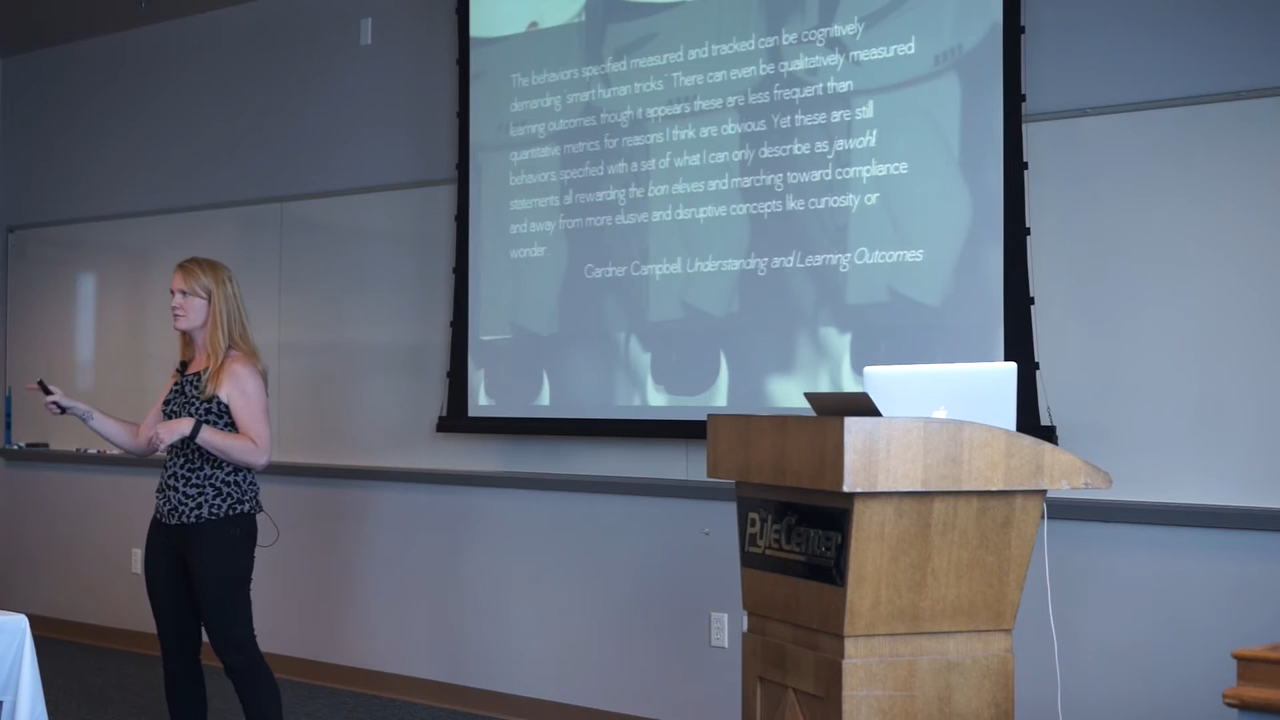 The behaviors specified measured and tracked can be cognitively
demanding "smart human tricks." There can even be qualitatively measured
learning outcomes, though it appears these are less frequent than
quantitative metrics, for reasons I think are obvious. Yet these are still
behaviors, specified with a set of what I can only describe as jawohl!
statements, all rewarding the bon eleves and marching toward compliance
and away from more elusive and disruptive concepts like curiosity or
wonder.
Gardner Campbell, Understanding and Learning Outcomes
The
Pyle Center